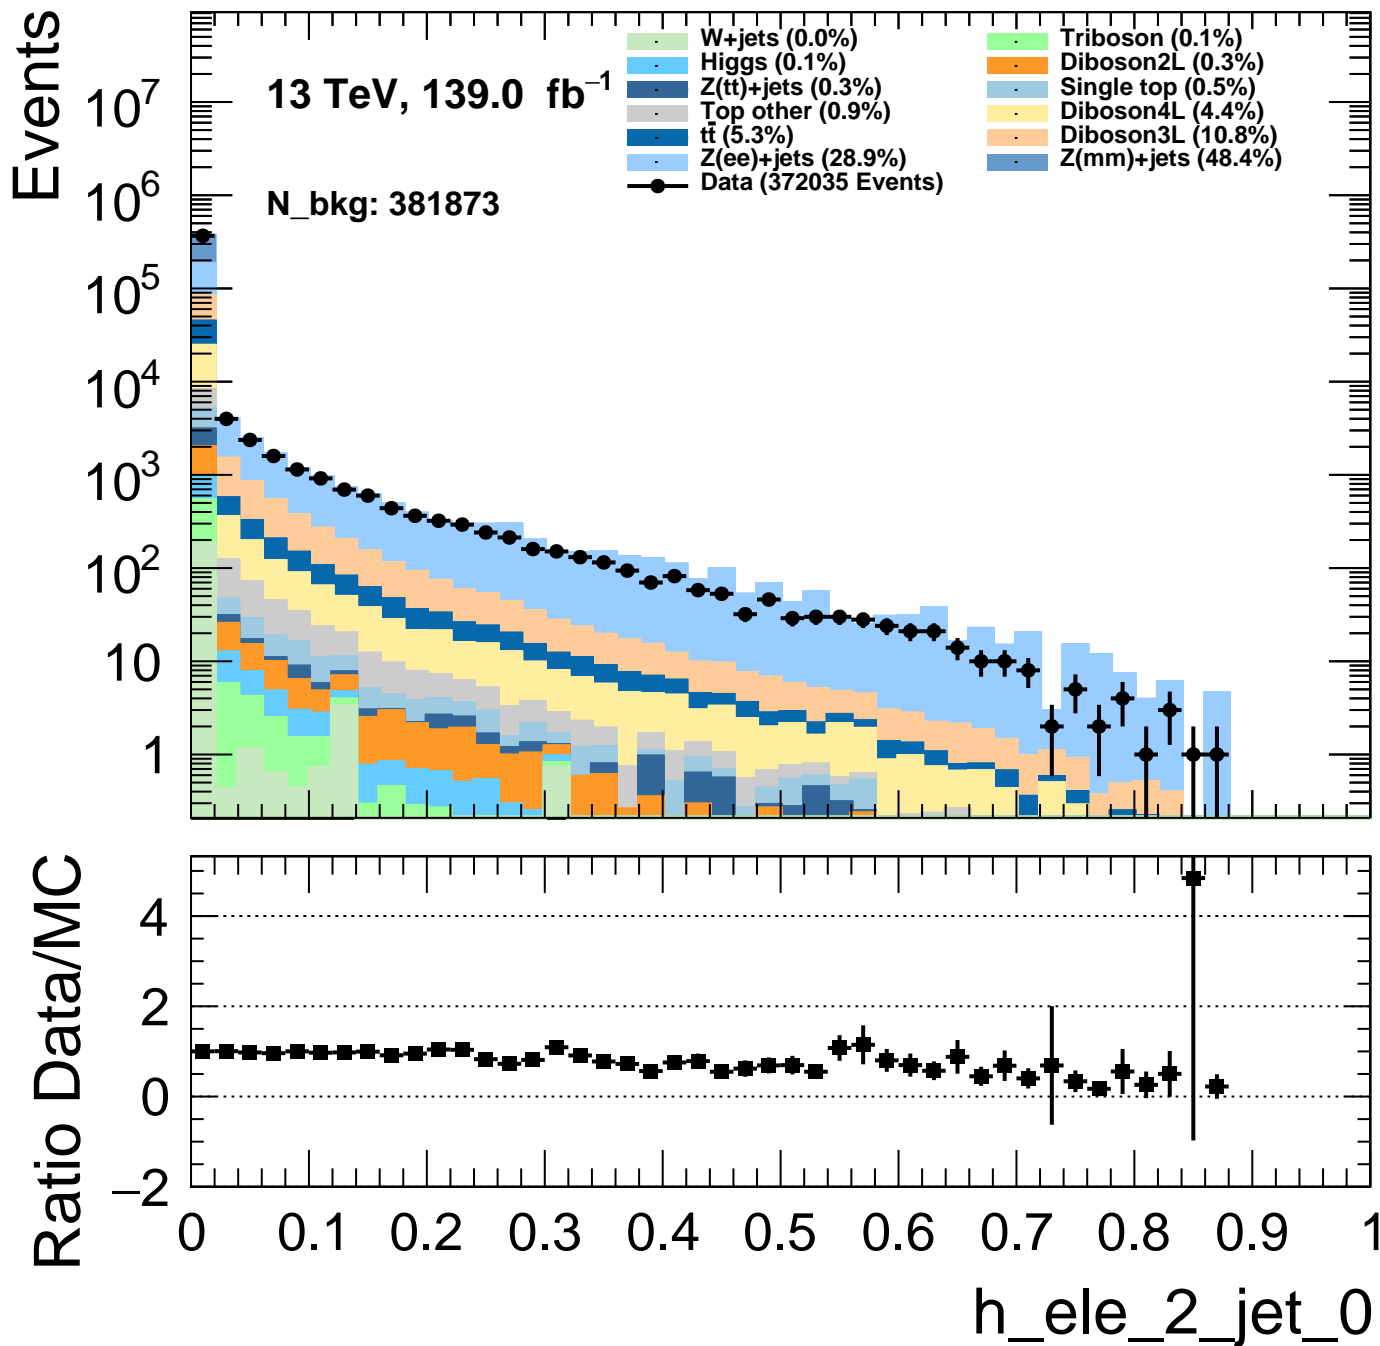 Events
10⁷
10⁶
10⁵
10⁴
10³
10²
10
1
13 TeV, 139.0 fb⁻¹
N_bkg: 381873
W+jets (0.0%)
Higgs (0.1%)
Z(tt)+jets (0.3%)
Top other (0.9%)
tt̄ (5.3%)
Z(ee)+jets (28.9%)
Data (372035 Events)
Triboson (0.1%)
Diboson2L (0.3%)
Single top (0.5%)
Diboson4L (4.4%)
Diboson3L (10.8%)
Z(mm)+jets (48.4%)
Ratio Data/MC
4
2
0
−2
0 0.1 0.2 0.3 0.4 0.5 0.6 0.7 0.8 0.9 1
h_ele_2_jet_0